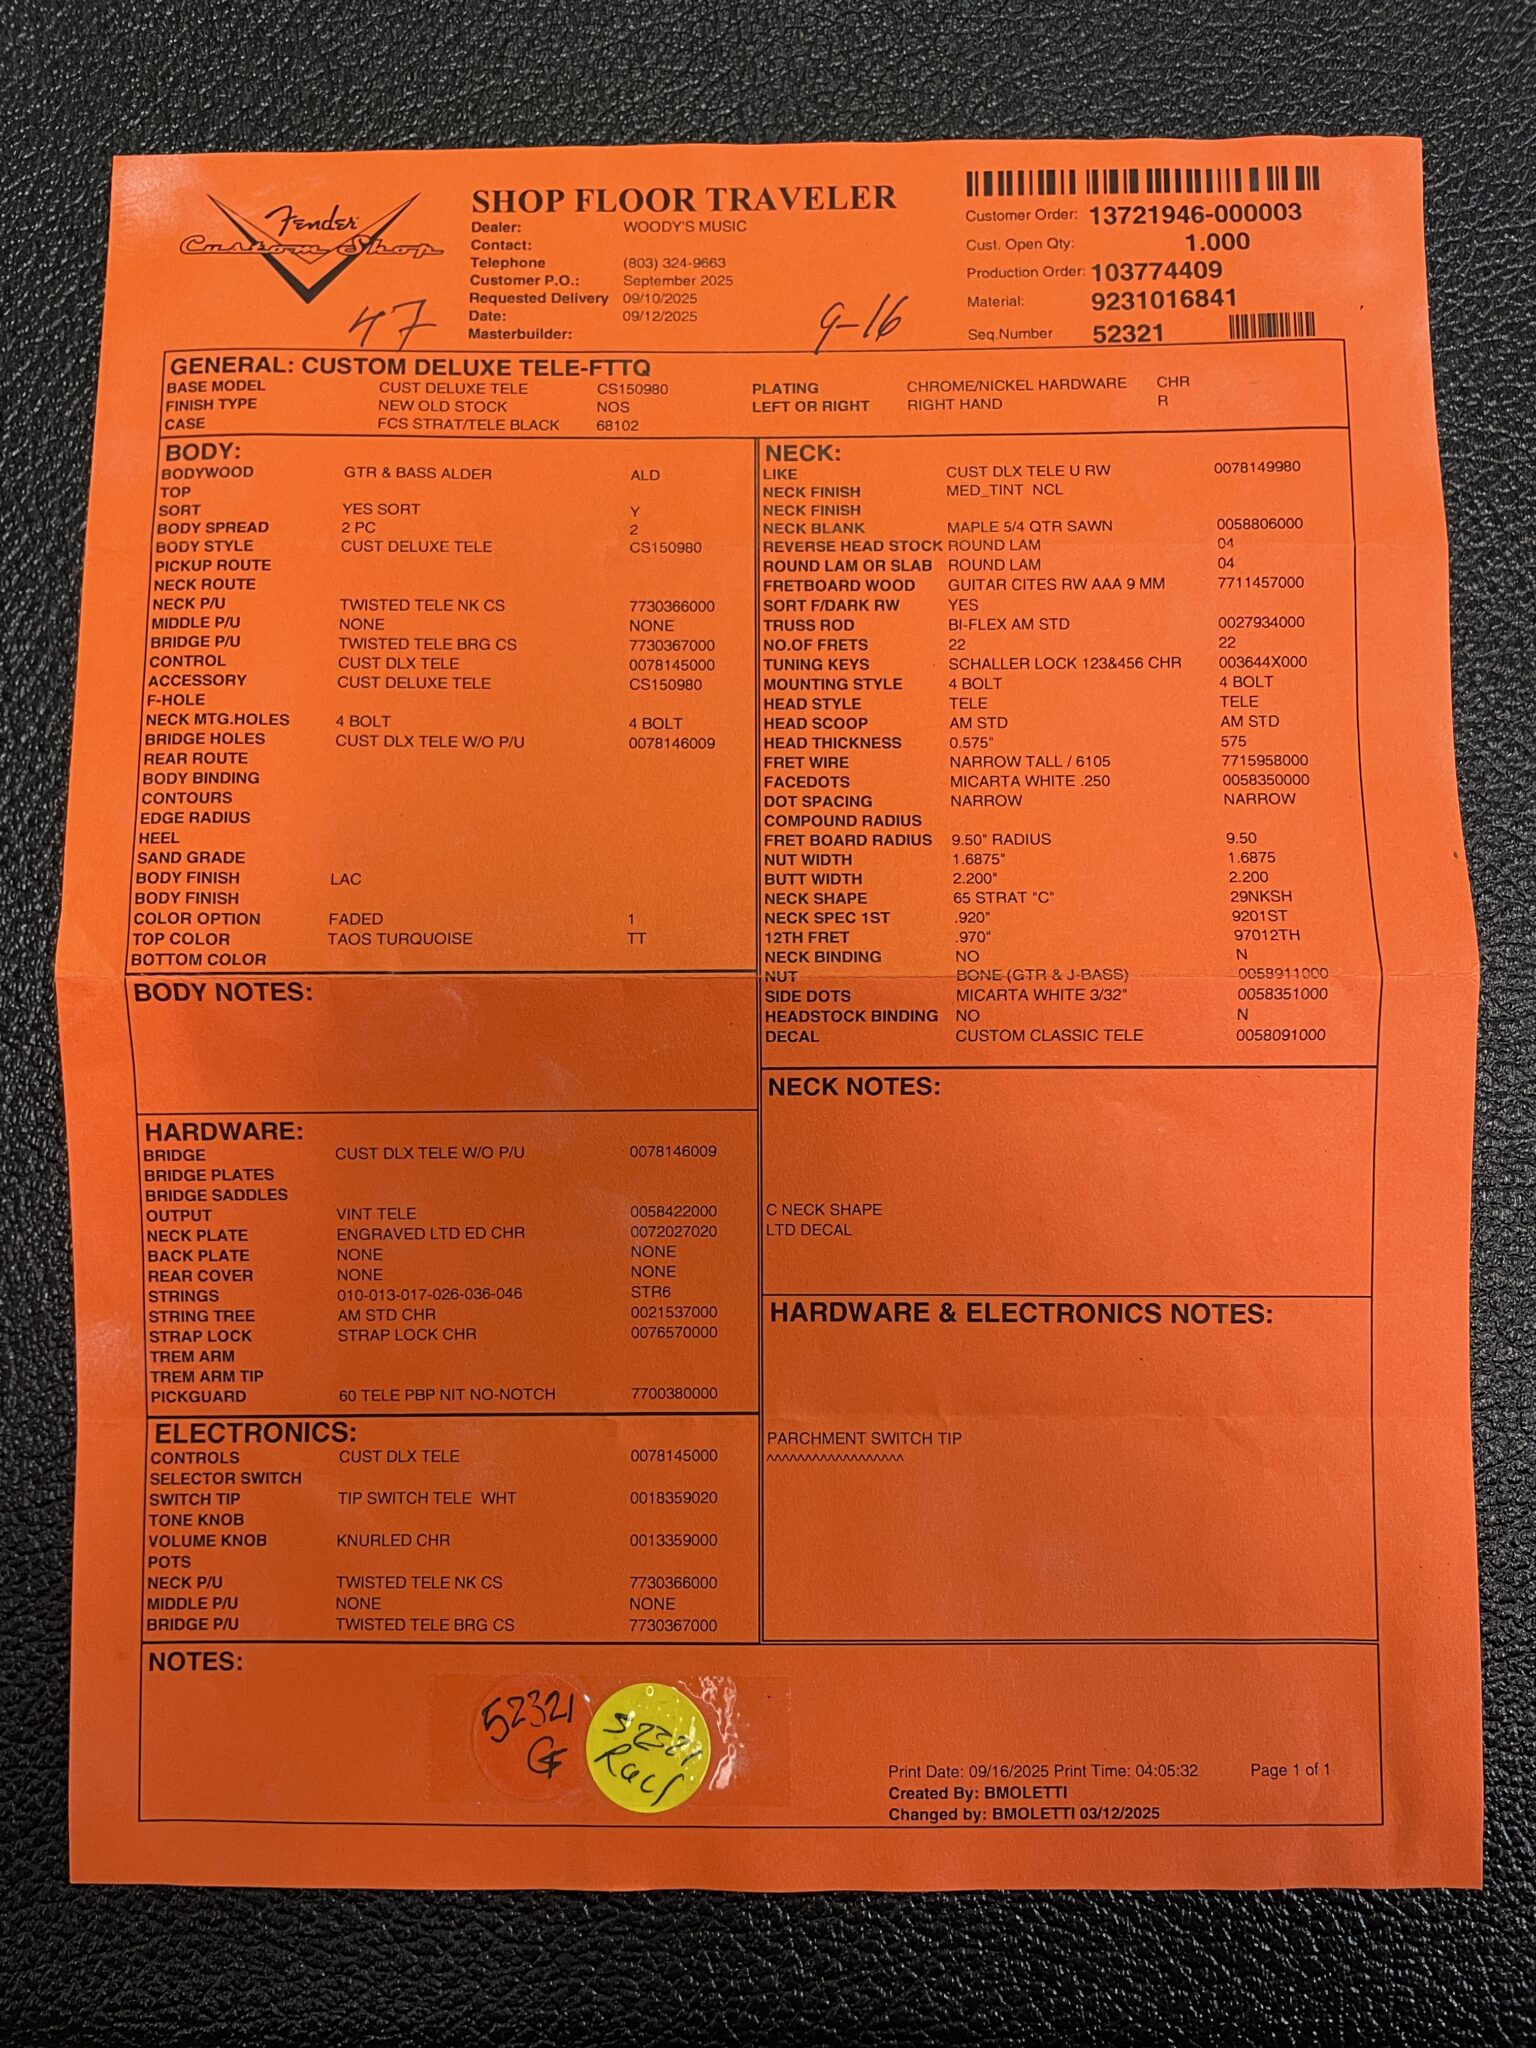 Fender
Custom Shop
SHOP FLOOR TRAVELER
Dealer: WOODY'S MUSIC
Contact:
Telephone (803) 324-9663
Customer P.O.: September 2025
Requested Delivery 09/10/2025
Date: 09/12/2025
Masterbuilder:
47
9-16
Customer Order: 13721946-000003
Cust. Open Qty: 1.000
Production Order: 103774409
Material: 9231016841
Seq.Number 52321
GENERAL: CUSTOM DELUXE TELE-FTTQ
BASE MODEL CUST DELUXE TELE CS150980 PLATING CHROME/NICKEL HARDWARE CHR
FINISH TYPE NEW OLD STOCK NOS LEFT OR RIGHT RIGHT HAND R
CASE FCS STRAT/TELE BLACK 68102
BODY:
BODYWOOD GTR & BASS ALDER ALD
TOP
SORT YES SORT Y
BODY SPREAD 2 PC 2
BODY STYLE CUST DELUXE TELE CS150980
PICKUP ROUTE
NECK ROUTE
NECK P/U TWISTED TELE NK CS 7730366000
MIDDLE P/U NONE NONE
BRIDGE P/U TWISTED TELE BRG CS 7730367000
CONTROL CUST DLX TELE 0078145000
ACCESSORY CUST DELUXE TELE CS150980
F-HOLE
NECK MTG.HOLES 4 BOLT 4 BOLT
BRIDGE HOLES CUST DLX TELE W/O P/U 0078146009
REAR ROUTE
BODY BINDING
CONTOURS
EDGE RADIUS
HEEL
SAND GRADE
BODY FINISH LAC
BODY FINISH
COLOR OPTION FADED 1
TOP COLOR TAOS TURQUOISE TT
BOTTOM COLOR
BODY NOTES:
HARDWARE:
BRIDGE CUST DLX TELE W/O P/U 0078146009
BRIDGE PLATES
BRIDGE SADDLES
OUTPUT VINT TELE 0058422000
NECK PLATE ENGRAVED LTD ED CHR 0072027020
BACK PLATE NONE NONE
REAR COVER NONE NONE
STRINGS 010-013-017-026-036-046 STR6
STRING TREE AM STD CHR 0021537000
STRAP LOCK STRAP LOCK CHR 0076570000
TREM ARM
TREM ARM TIP
PICKGUARD 60 TELE PBP NIT NO-NOTCH 7700380000
ELECTRONICS:
CONTROLS CUST DLX TELE 0078145000
SELECTOR SWITCH
SWITCH TIP TIP SWITCH TELE WHT 0018359020
TONE KNOB
VOLUME KNOB KNURLED CHR 0013359000
POTS
NECK P/U TWISTED TELE NK CS 7730366000
MIDDLE P/U NONE NONE
BRIDGE P/U TWISTED TELE BRG CS 7730367000
NECK:
LIKE CUST DLX TELE U RW 0078149980
NECK FINISH MED_TINT NCL
NECK FINISH
NECK BLANK MAPLE 5/4 QTR SAWN 0058806000
REVERSE HEAD STOCK ROUND LAM 04
ROUND LAM OR SLAB ROUND LAM 04
FRETBOARD WOOD GUITAR CITES RW AAA 9 MM 7711457000
SORT F/DARK RW YES
TRUSS ROD BI-FLEX AM STD 0027934000
NO.OF FRETS 22 22
TUNING KEYS SCHALLER LOCK 123&456 CHR 003644X000
MOUNTING STYLE 4 BOLT 4 BOLT
HEAD STYLE TELE TELE
HEAD SCOOP AM STD AM STD
HEAD THICKNESS 0.575" 575
FRET WIRE NARROW TALL / 6105 7715958000
FACEDOTS MICARTA WHITE .250 0058350000
DOT SPACING NARROW NARROW
COMPOUND RADIUS
FRET BOARD RADIUS 9.50" RADIUS 9.50
NUT WIDTH 1.6875" 1.6875
BUTT WIDTH 2.200" 2.200
NECK SHAPE 65 STRAT "C" 29NKSH
NECK SPEC 1ST .920" 9201ST
12TH FRET .970" 97012TH
NECK BINDING NO N
NUT BONE (GTR & J-BASS) 0058911000
SIDE DOTS MICARTA WHITE 3/32" 0058351000
HEADSTOCK BINDING NO N
DECAL CUSTOM CLASSIC TELE 0058091000
NECK NOTES:
C NECK SHAPE
LTD DECAL
HARDWARE & ELECTRONICS NOTES:
PARCHMENT SWITCH TIP
^^^^^^^^^^^^^^^^^^
NOTES:
52321
52321
Print Date: 09/16/2025 Print Time: 04:05:32 Page 1 of 1
Created By: BMOLETTI
Changed by: BMOLETTI 03/12/2025